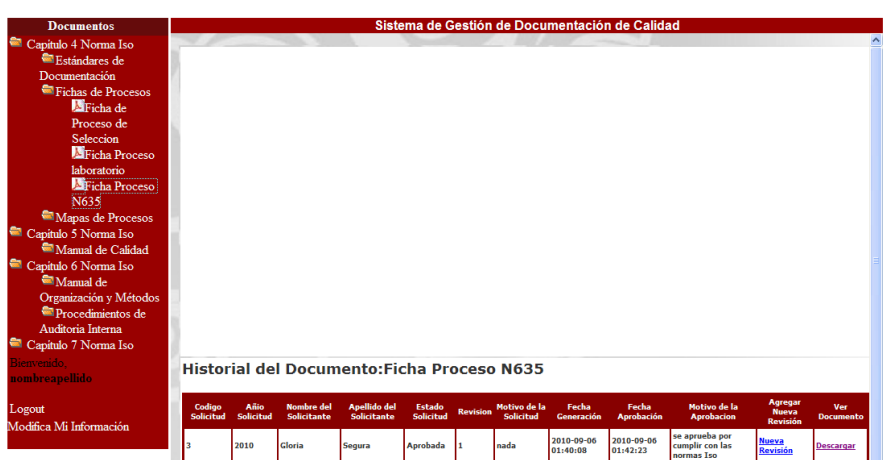 Documentos
Sistema de Gestión de Documentación de Calidad
Capitulo 4 Norma Iso
Estándares de
Documentación
Fichas de Procesos
Ficha de
Proceso de
Seleccion
Ficha Proceso
laboratorio
Ficha Proceso
N635
Mapas de Procesos
Capitulo 5 Norma Iso
Manual de Calidad
Capitulo 6 Norma Iso
Manual de
Organización y Métodos
Procedimientos de
Auditoria Interna
Capitulo 7 Norma Iso
Bienvenido,
nombreapellido
Logout
Modifica Mi Información
Historial del Documento:Ficha Proceso N635
Codigo Solicitud Año Solicitud Nombre del Solicitante Apellido del Solicitante Estado Solicitud Revision Motivo de la Solicitud Fecha Generación Fecha Aprobación Motivo de la Aprobacion Agregar Nueva Revisión Ver Documento
3 2010 Gloria Segura Aprobada 1 nada 2010-09-06 01:40:08 2010-09-06 01:42:23 se aprueba por cumplir con las normas Iso Nueva Revisión Descargar